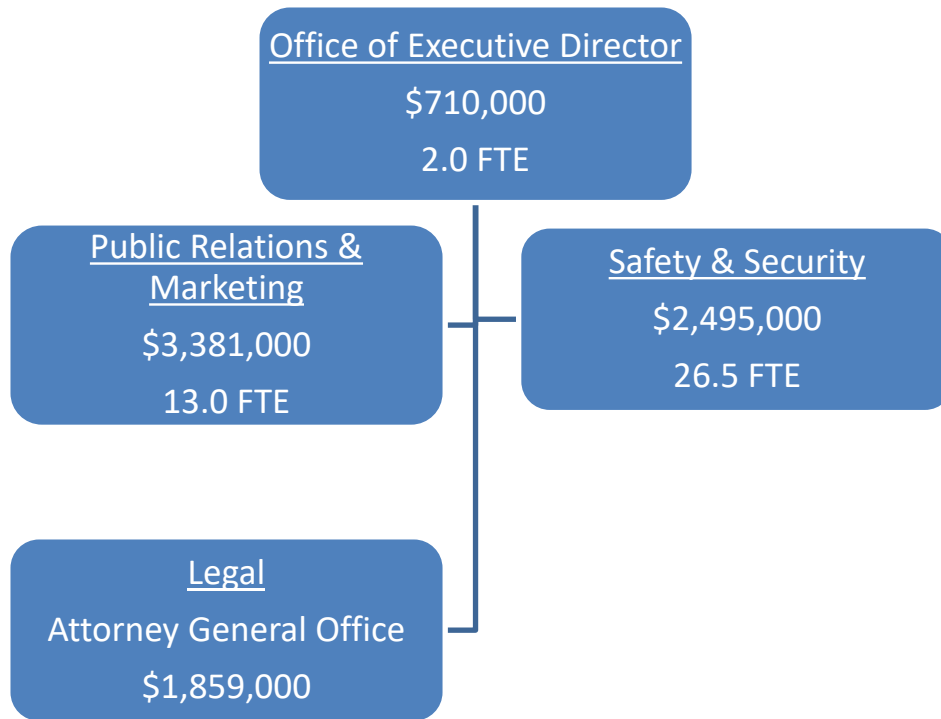 Office of Executive Director
$710,000
2.0 FTE
Public Relations &
Marketing
$3,381,000
13.0 FTE
Safety & Security
$2,495,000
26.5 FTE
Legal
Attorney General Office
$1,859,000